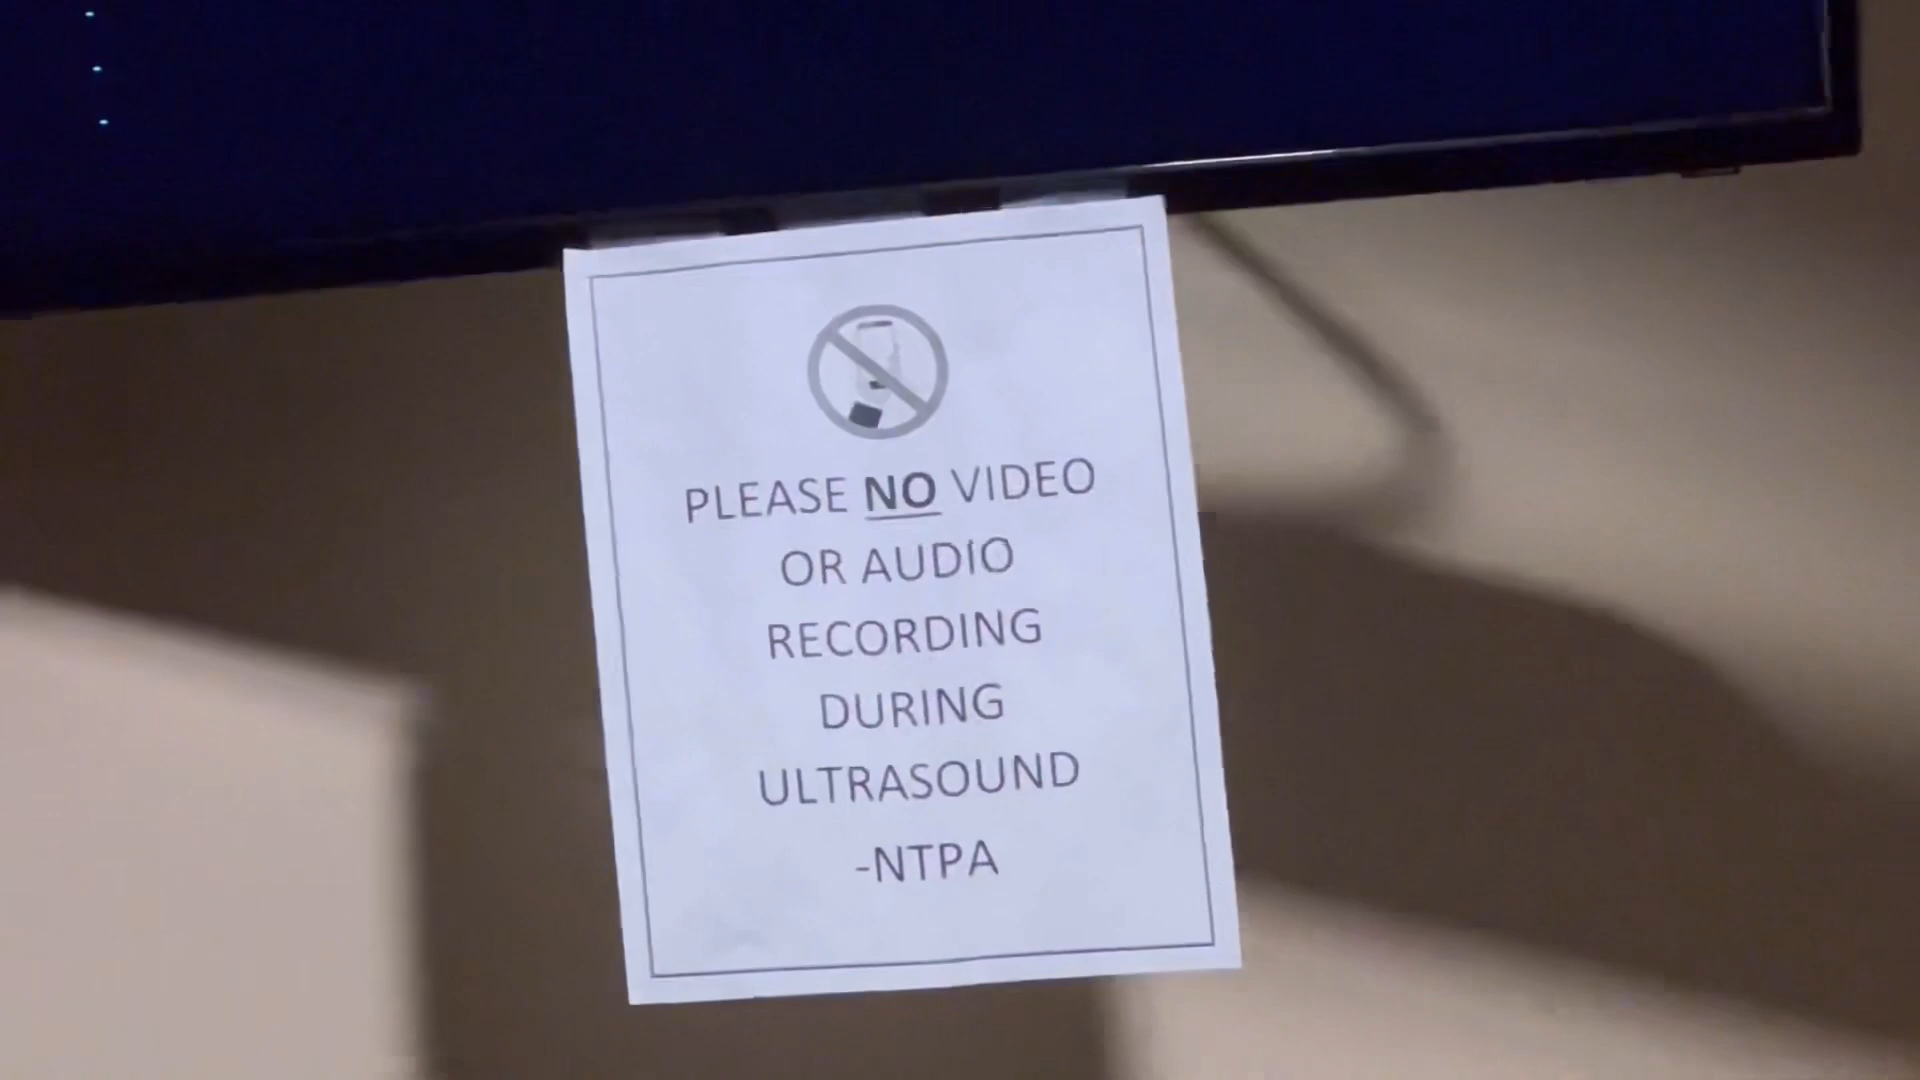 PLEASE NO VIDEO
OR AUDIO
RECORDING
DURING
ULTRASOUND
-NTPA